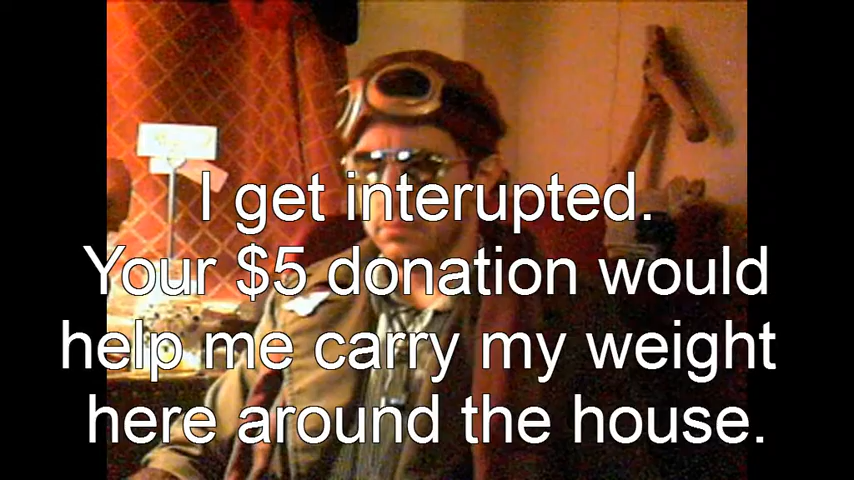 I get interupted.
Your $5 donation would
help me carry my weight
here around the house.